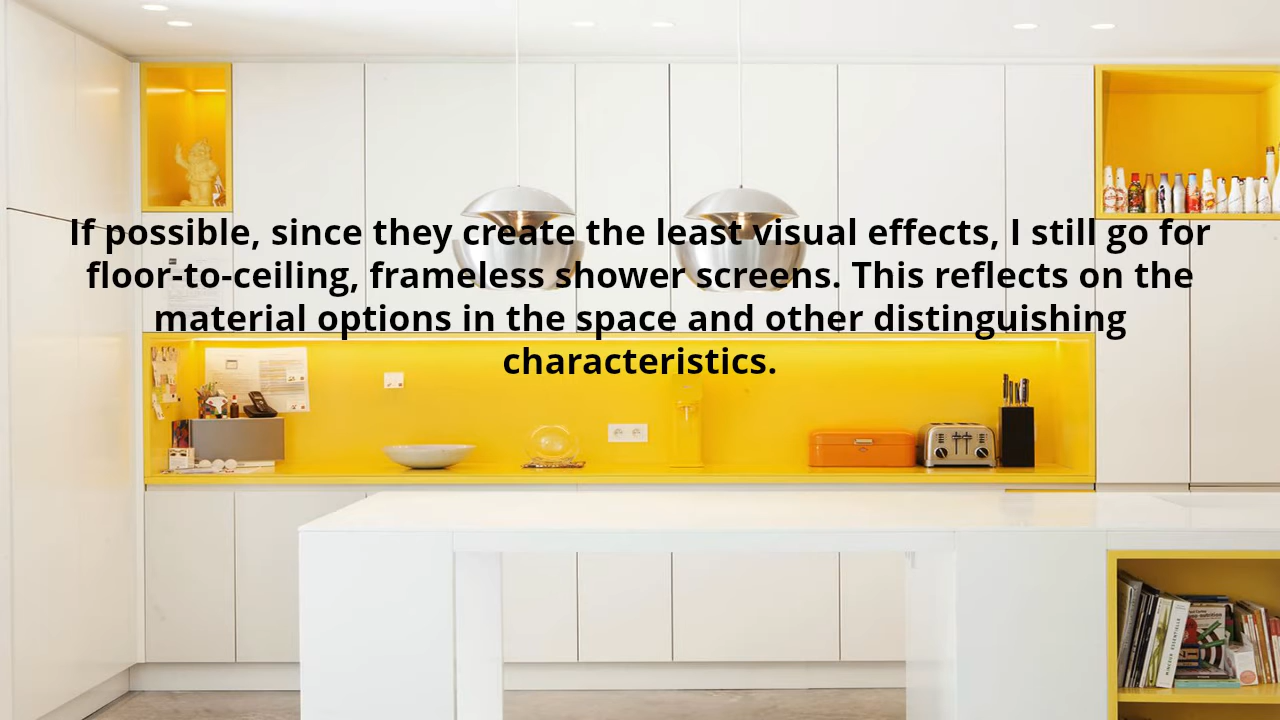 If possible, since they create the least visual effects, I still go for
floor-to-ceiling, frameless shower screens. This reflects on the
material options in the space and other distinguishing
characteristics.